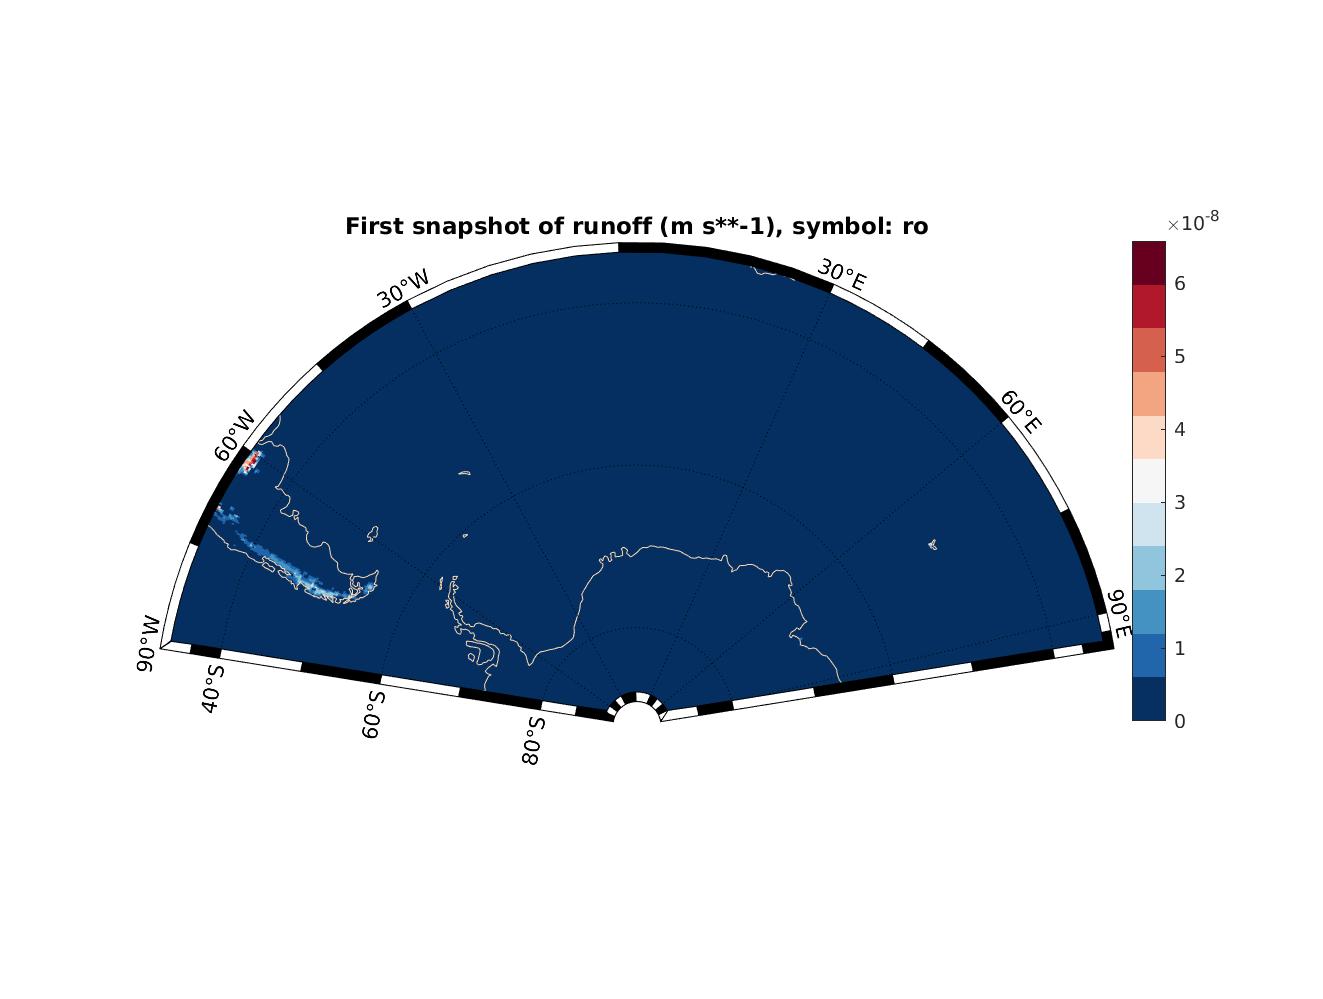 First snapshot of runoff (m s**-1), symbol: ro
×10-8
30°W
30°E
60°W
60°E
90°W
90°E
40°S
60°S
80°S
6
5
4
3
2
1
0